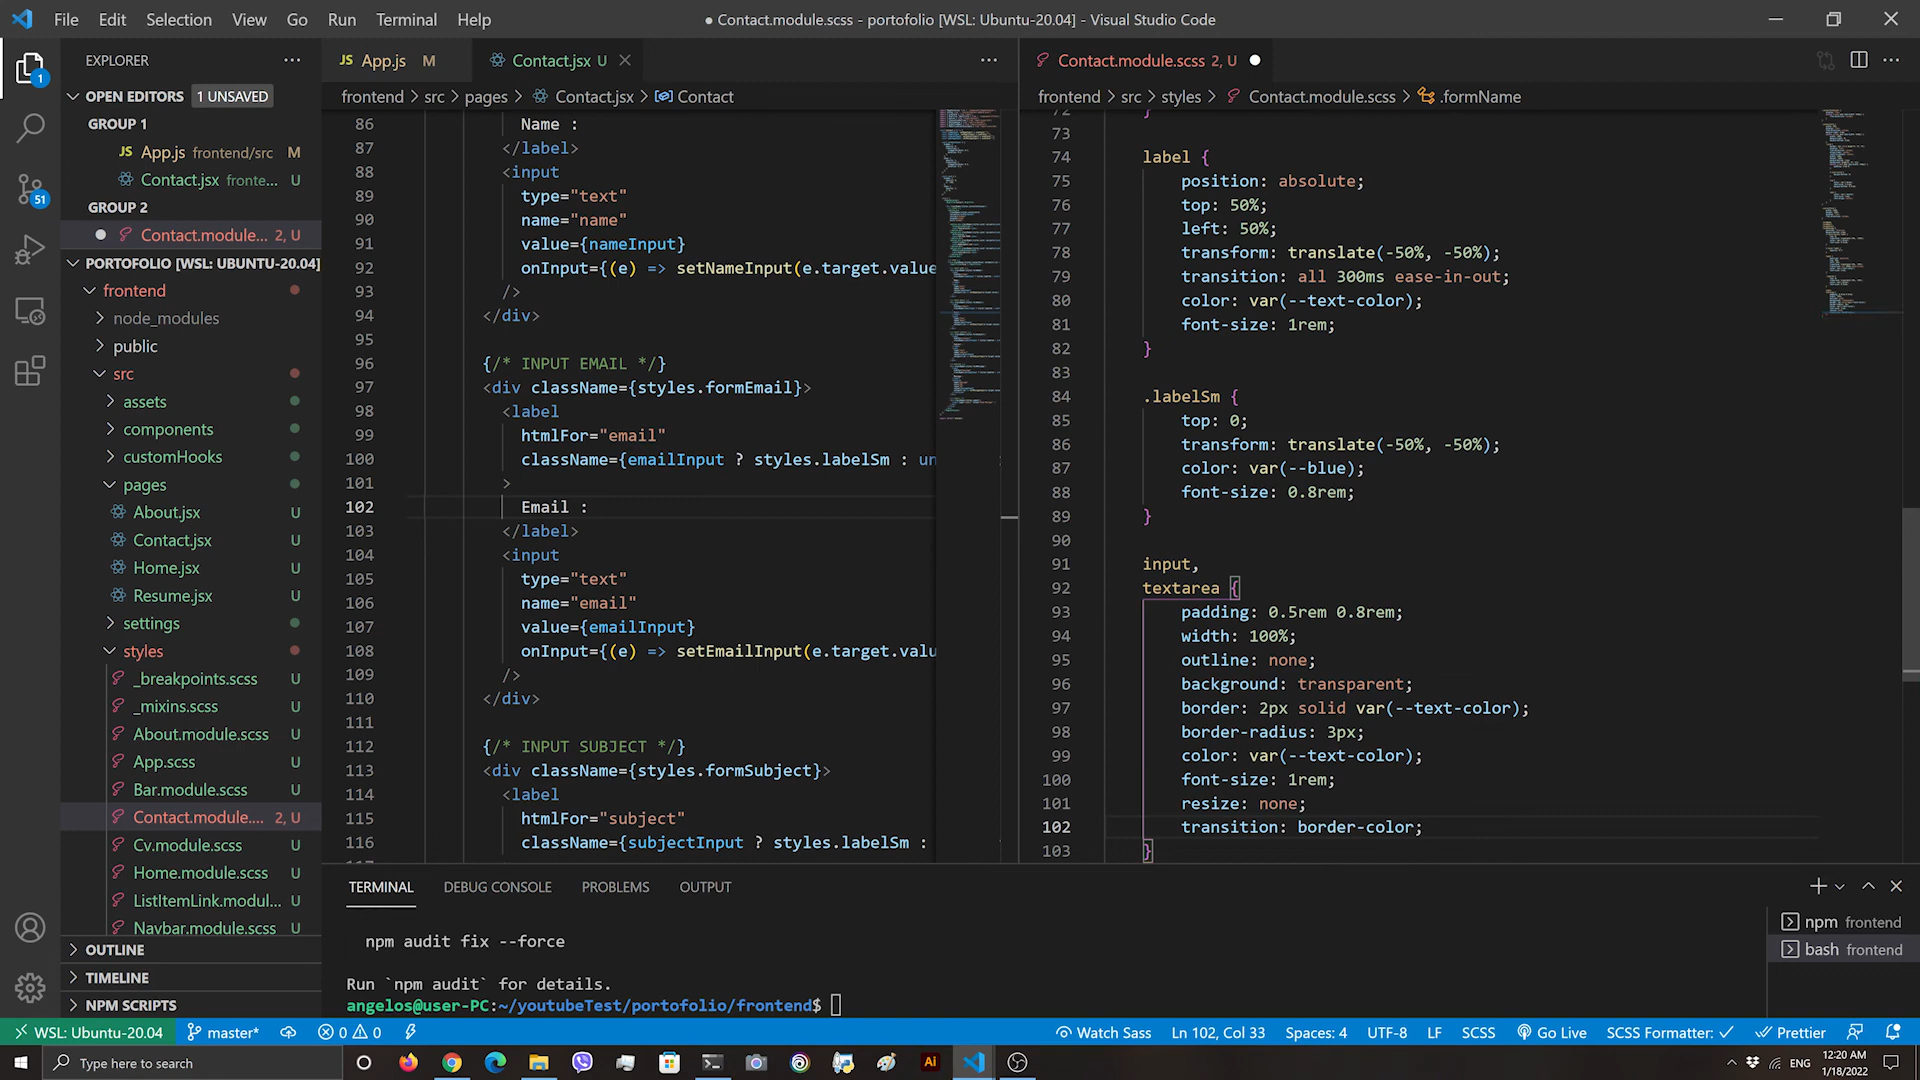 File Edit Selection View Go Run Terminal Help
● Contact.module.scss - portofolio [WSL: Ubuntu-20.04] - Visual Studio Code
EXPLORER
OPEN EDITORS 1 UNSAVED
GROUP 1
JS App.js frontend/src M
Contact.jsx fronte... U
GROUP 2
Contact.module... 2, U
PORTOFOLIO [WSL: UBUNTU-20.04]
frontend
node_modules
public
src
assets
components
customHooks
pages
About.jsx U
Contact.jsx U
Home.jsx U
Resume.jsx U
settings
styles
_breakpoints.scss U
_mixins.scss U
About.module.scss U
App.scss U
Bar.module.scss U
Contact.module.... 2, U
Cv.module.scss U
Home.module.scss U
ListItemLink.modul... U
Navbar.module.scss U
OUTLINE
TIMELINE
NPM SCRIPTS
1
51
JS App.js M
Contact.jsx U
frontend > src > pages > Contact.jsx > Contact
86 Name :
87 </label>
88 <input
89 type="text"
90 name="name"
91 value={nameInput}
92 onInput={(e) => setNameInput(e.target.value
93 />
94 </div>
95
96 {/* INPUT EMAIL */}
97 <div className={styles.formEmail}>
98 <label
99 htmlFor="email"
100 className={emailInput ? styles.labelSm : un
101 >
102 Email :
103 </label>
104 <input
105 type="text"
106 name="email"
107 value={emailInput}
108 onInput={(e) => setEmailInput(e.target.valu
109 />
110 </div>
111
112 {/* INPUT SUBJECT */}
113 <div className={styles.formSubject}>
114 <label
115 htmlFor="subject"
116 className={subjectInput ? styles.labelSm :
Contact.module.scss 2, U
frontend > src > styles > Contact.module.scss > .formName
72 }
73
74 label {
75 position: absolute;
76 top: 50%;
77 left: 50%;
78 transform: translate(-50%, -50%);
79 transition: all 300ms ease-in-out;
80 color: var(--text-color);
81 font-size: 1rem;
82 }
83
84 .labelSm {
85 top: 0;
86 transform: translate(-50%, -50%);
87 color: var(--blue);
88 font-size: 0.8rem;
89 }
90
91 input,
92 textarea {
93 padding: 0.5rem 0.8rem;
94 width: 100%;
95 outline: none;
96 background: transparent;
97 border: 2px solid var(--text-color);
98 border-radius: 3px;
99 color: var(--text-color);
100 font-size: 1rem;
101 resize: none;
102 transition: border-color;
103 }
TERMINAL DEBUG CONSOLE PROBLEMS OUTPUT
npm audit fix --force
Run `npm audit` for details.
angelos@user-PC:~/youtubeTest/portofolio/frontend$
npm frontend
bash frontend
WSL: Ubuntu-20.04 master* 0 0 Watch Sass Ln 102, Col 33 Spaces: 4 UTF-8 LF SCSS Go Live SCSS Formatter: ✓ Prettier
Type here to search
Ai
ENG
12:20 AM
1/18/2022